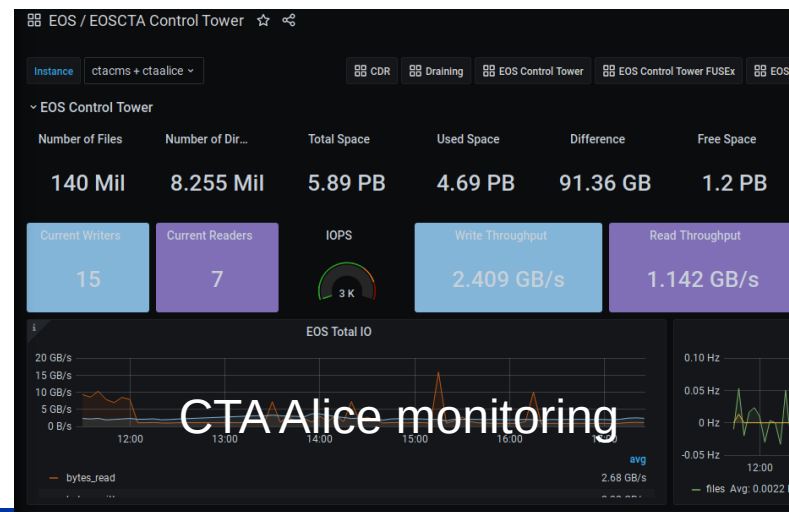 EOS / EOSCTA Control Tower
Instance ctacms + ctaalice CDR Draining EOS Control Tower EOS Control Tower FUSEx EOS
EOS Control Tower
Number of Files Number of Dir... Total Space Used Space Difference Free Space
140 Mil 8.255 Mil 5.89 PB 4.69 PB 91.36 GB 1.2 PB
Current Writers Current Readers IOPS Write Throughput Read Throughput
15 7 3 K 2.409 GB/s 1.142 GB/s
EOS Total IO
20 GB/s
15 GB/s
10 GB/s
5 GB/s
0 B/s
12:00 13:00 14:00 15:00 16:00
CTA Alice monitoring
avg
bytes_read 2.68 GB/s
0.10 Hz
0.05 Hz
0 Hz
-0.05 Hz
12:00
files Avg: 0.0022